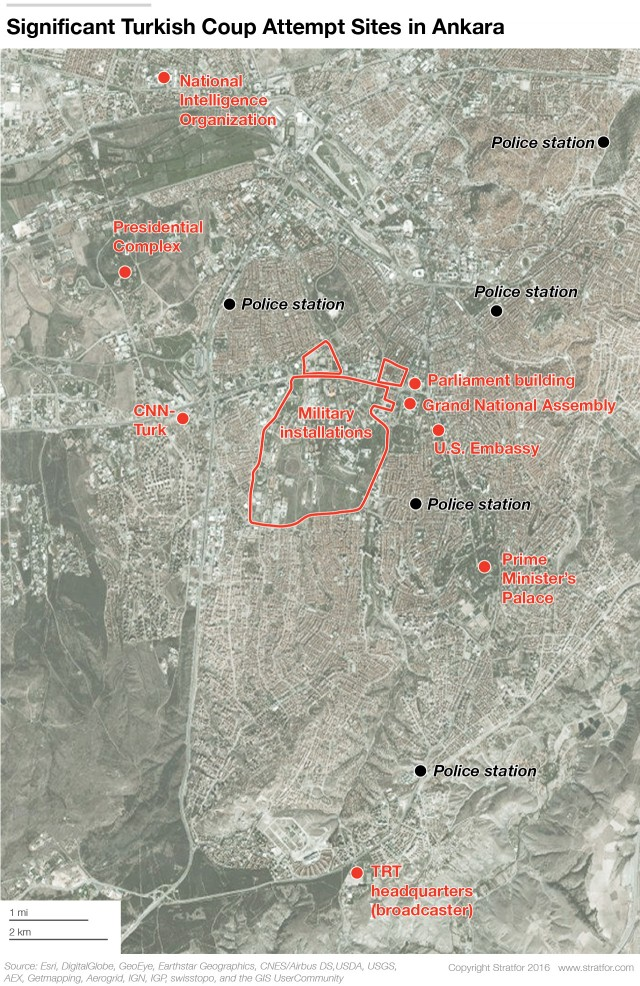 Significant Turkish Coup Attempt Sites in Ankara
National
Intelligence
Organization
Police station
Presidential
Complex
Police station
Police station
Parliament building
Grand National Assembly
CNN-
Turk
Military
installations
U.S. Embassy
Police station
Prime
Minister's
Palace
Police station
TRT
headquarters
(broadcaster)
1 mi
2 km
Source: Esri, DigitalGlobe, GeoEye, Earthstar Geographics, CNES/Airbus DS,USDA, USGS,
AEX, Getmapping, Aerogrid, IGN, IGP, swisstopo, and the GIS UserCommunity
Copyright Stratfor 2016 www.stratfor.com